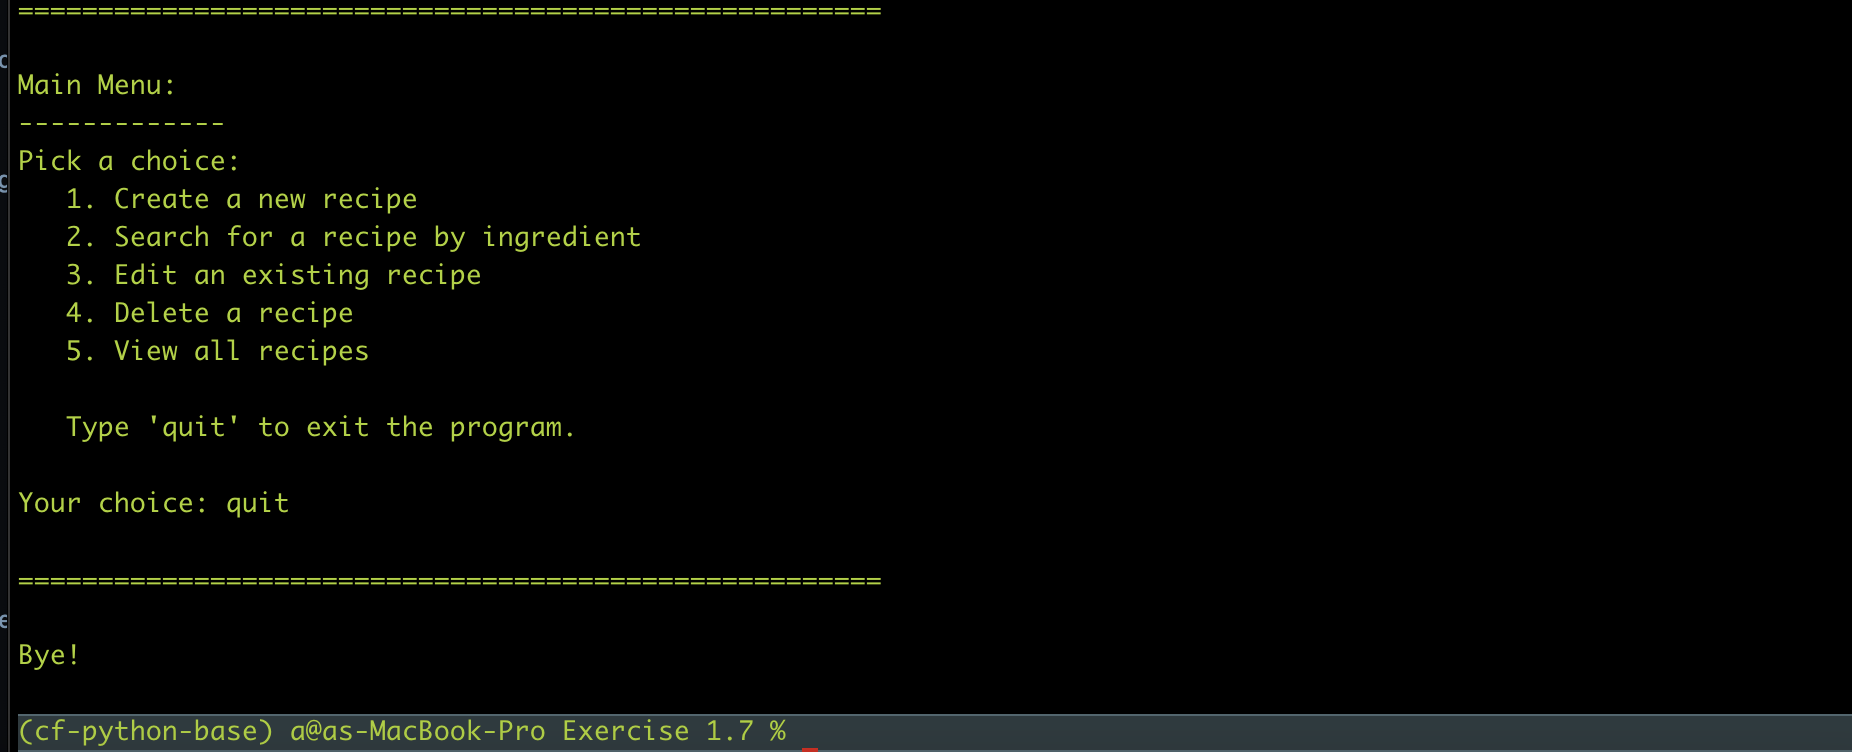 ======================================================
Main Menu:
-------------
Pick a choice:
1. Create a new recipe
2. Search for a recipe by ingredient
3. Edit an existing recipe
4. Delete a recipe
5. View all recipes
Type 'quit' to exit the program.
Your choice: quit
======================================================
Bye!
(cf-python-base) a@as-MacBook-Pro Exercise 1.7 %